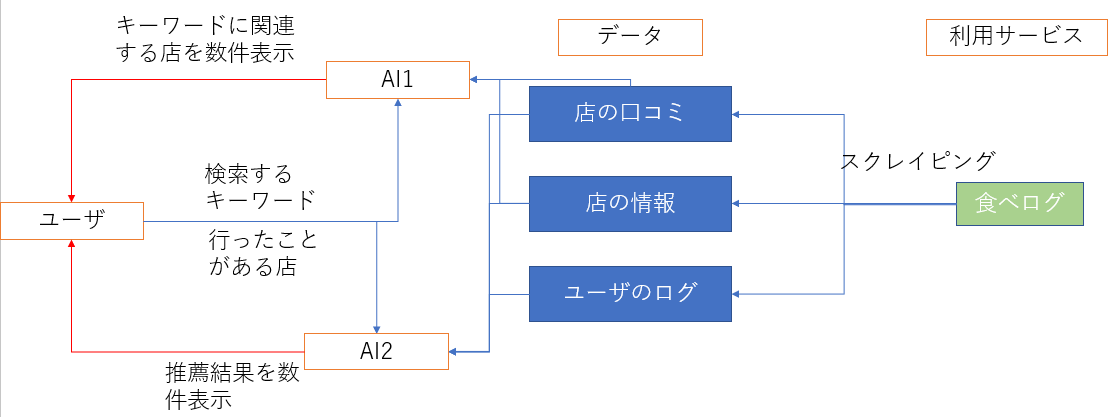 キーワードに関連
する店を数件表示
データ
利用サービス
AI1
店の口コミ
スクレイピング
検索する
キーワード
ユーザ
店の情報
食べログ
行ったこと
がある店
ユーザのログ
AI2
推薦結果を数
件表示